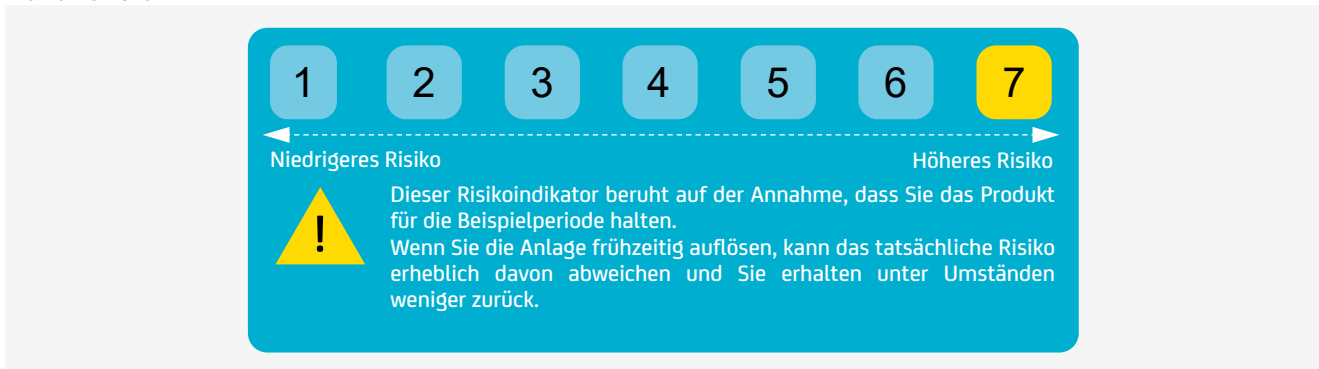 1 2 3 4 5 6 7
Niedrigeres Risiko Höheres Risiko
!
Dieser Risikoindikator beruht auf der Annahme, dass Sie das Produkt
für die Beispielperiode halten.
Wenn Sie die Anlage frühzeitig auflösen, kann das tatsächliche Risiko
erheblich davon abweichen und Sie erhalten unter Umständen
weniger zurück.